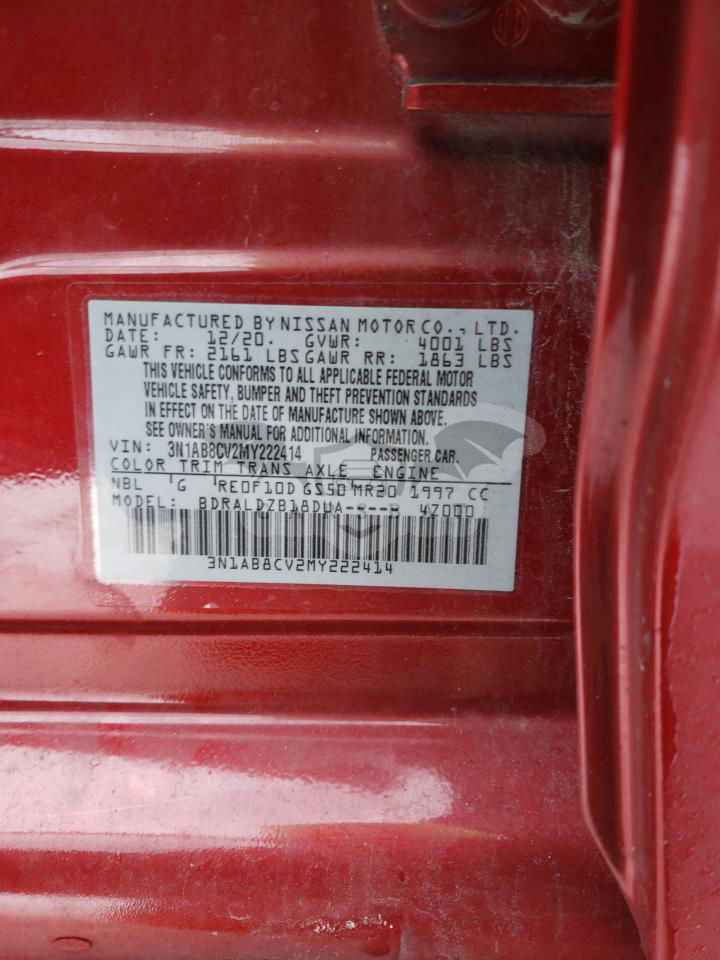 MANUFACTURED BY NISSAN MOTOR CO., LTD.
DATE: 12/20. GVWR: 4001 LBS
GAWR FR: 2161 LBS GAWR RR: 1863 LBS
THIS VEHICLE CONFORMS TO ALL APPLICABLE FEDERAL MOTOR
VEHICLE SAFETY, BUMPER AND THEFT PREVENTION STANDARDS
IN EFFECT ON THE DATE OF MANUFACTURE SHOWN ABOVE.
SEE OWNER'S MANUAL FOR ADDITIONAL INFORMATION.
VIN: 3N1AB8CV2MY222414 PASSENGER CAR.
COLOR TRIM TRANS AXLE ENGINE
NBL G RE0F10D GS50 MR20 1997 CC
MODEL: BDRALDZB18DUA-B--B 4Z000
3N1AB8CV2MY222414